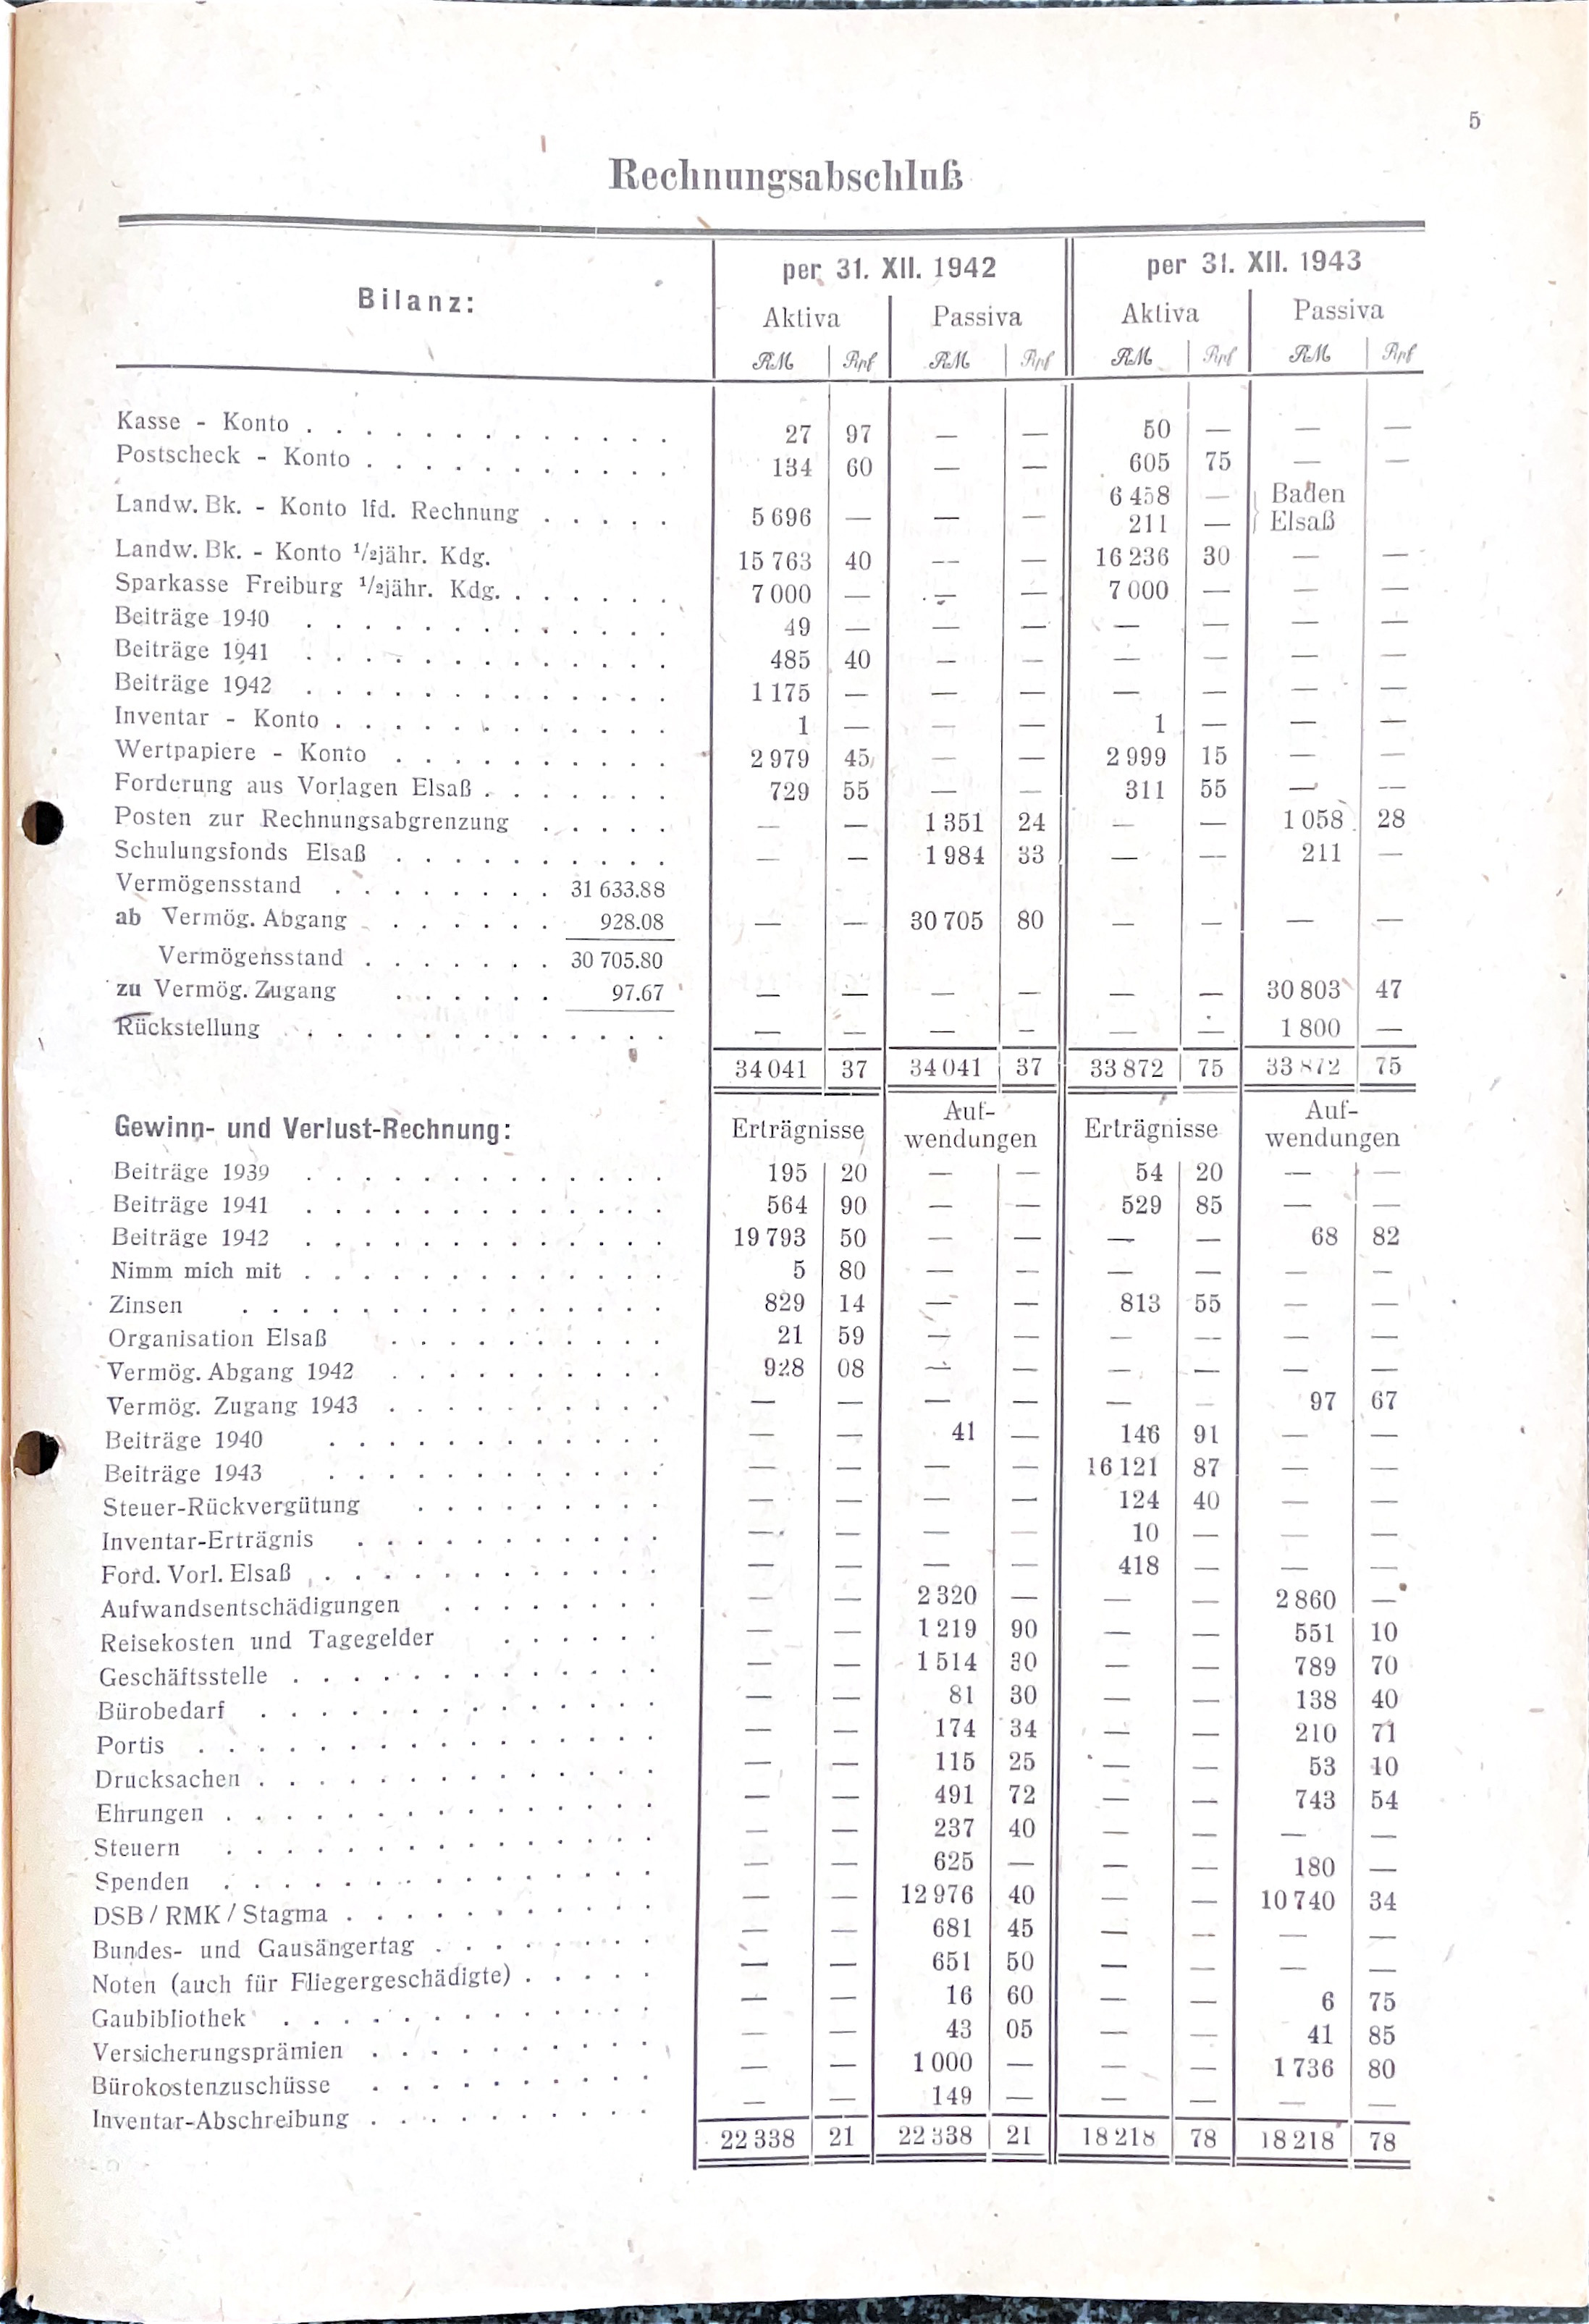 5
Rechnungsabschluß
Bilanz: per 31. XII. 1942 per 31. XII. 1943
Aktiva Passiva Aktiva Passiva
RM Rpf RM Rpf RM Rpf RM Rpf
Kasse - Konto . . . . . . . . . . . . . 27 97 — — 50 — — —
Postscheck - Konto . . . . . . . . . . . 134 60 — — 605 75 — —
Landw. Bk. - Konto lfd. Rechnung . . . . . 5 696 — — — 6 458 — } Baden
211 — } Elsaß
Landw. Bk. - Konto ½jähr. Kdg. 15 763 40 — — 16 236 30 — —
Sparkasse Freiburg ½jähr. Kdg. . . . . . . 7 000 — — — 7 000 — — —
Beiträge 1940 . . . . . . . . . . . . . 49 — — — — — — —
Beiträge 1941 . . . . . . . . . . . . . 485 40 — — — — — —
Beiträge 1942 . . . . . . . . . . . . . 1 175 — — — — — — —
Inventar - Konto . . . . . . . . . . . . 1 — — — 1 — — —
Wertpapiere - Konto . . . . . . . . . . 2 979 45 — — 2 999 15 — —
Forderung aus Vorlagen Elsaß . . . . . . . 729 55 — — 311 55 — —
Posten zur Rechnungsabgrenzung . . . . . — — 1 351 24 — — 1 058 28
Schulungsfonds Elsaß . . . . . . . . . . — — 1 984 33 — — 211 —
Vermögensstand . . . . . . . . 31 633.88
ab Vermög. Abgang . . . . . . 928.08 — — 30 705 80 — — — —
Vermögensstand . . . . . . . 30 705.80
zu Vermög. Zugang . . . . . . 97.67 — — — — — — 30 803 47
Rückstellung . . . . . . . . . . . . . — — — — — — 1 800 —
34 041 37 34 041 37 33 872 75 33 872 75
Gewinn- und Verlust-Rechnung: Erträgnisse Auf-wendungen Erträgnisse Auf-wendungen
Beiträge 1939 . . . . . . . . . . . . . 195 20 — — 54 20 — —
Beiträge 1941 . . . . . . . . . . . . . 564 90 — — 529 85 — —
Beiträge 1942 . . . . . . . . . . . . . 19 793 50 — — — — 68 82
Nimm mich mit . . . . . . . . . . . . . 5 80 — — — — — —
Zinsen . . . . . . . . . . . . . . . 829 14 — — 813 55 — —
Organisation Elsaß . . . . . . . . . . 21 59 — — — — — —
Vermög. Abgang 1942 . . . . . . . . . . 928 08 — — — — — —
Vermög. Zugang 1943 . . . . . . . . . . — — — — — — 97 67
Beiträge 1940 . . . . . . . . . . . . — — 41 — 146 91 — —
Beiträge 1943 . . . . . . . . . . . . — — — — 16 121 87 — —
Steuer-Rückvergütung . . . . . . . . . — — — — 124 40 — —
Inventar-Erträgnis . . . . . . . . . . . — — — — 10 — — —
Ford. Vorl. Elsaß . . . . . . . . . . . . — — — — 418 — — —
Aufwandsentschädigungen . . . . . . . . — — 2 320 — — — 2 860 —
Reisekosten und Tagegelder . . . . . . — — 1 219 90 — — 551 10
Geschäftsstelle . . . . . . . . . . . . . — — 1 514 30 — — 789 70
Bürobedarf . . . . . . . . . . . . . . — — 81 30 — — 138 40
Portis . . . . . . . . . . . . . . . . — — 174 34 — — 210 71
Drucksachen . . . . . . . . . . . . . . — — 115 25 — — 53 10
Ehrungen . . . . . . . . . . . . . . . — — 491 72 — — 743 54
Steuern . . . . . . . . . . . . . . . — — 237 40 — — — —
Spenden . . . . . . . . . . . . . . . — — 625 — — — 180 —
DSB / RMK / Stagma . . . . . . . . . . . — — 12 976 40 — — 10 740 34
Bundes- und Gausängertag . . . . . . . . — — 681 45 — — — —
Noten (auch für Fliegergeschädigte) . . . . . — — 651 50 — — — —
Gaubibliothek . . . . . . . . . . . . . — — 16 60 — — 6 75
Versicherungsprämien . . . . . . . . . . — — 43 05 — — 41 85
Bürokostenzuschüsse . . . . . . . . . . — — 1 000 — — — 1 736 80
Inventar-Abschreibung . . . . . . . . . . — — 149 — — — — —
22 338 21 22 338 21 18 218 78 18 218 78